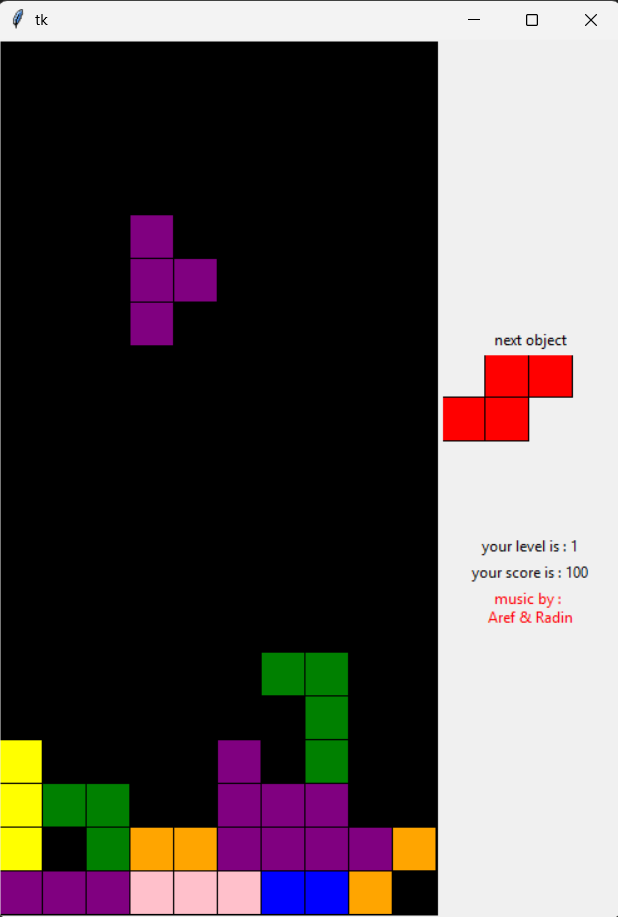 tk
next object
your level is : 1
your score is : 100
music by :
Aref & Radin